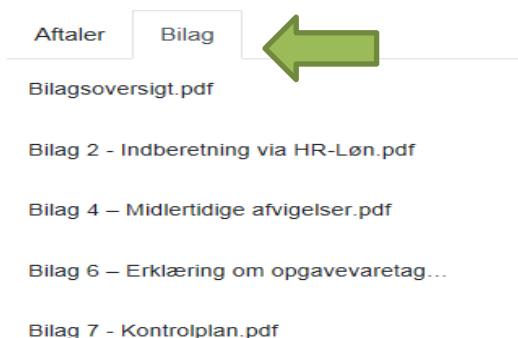 Aftaler Bilag
Bilagsoversigt.pdf
Bilag 2 - Indberetning via HR-Løn.pdf
Bilag 4 – Midlertidige afvigelser.pdf
Bilag 6 – Erklæring om opgavevaretag...
Bilag 7 - Kontrolplan.pdf